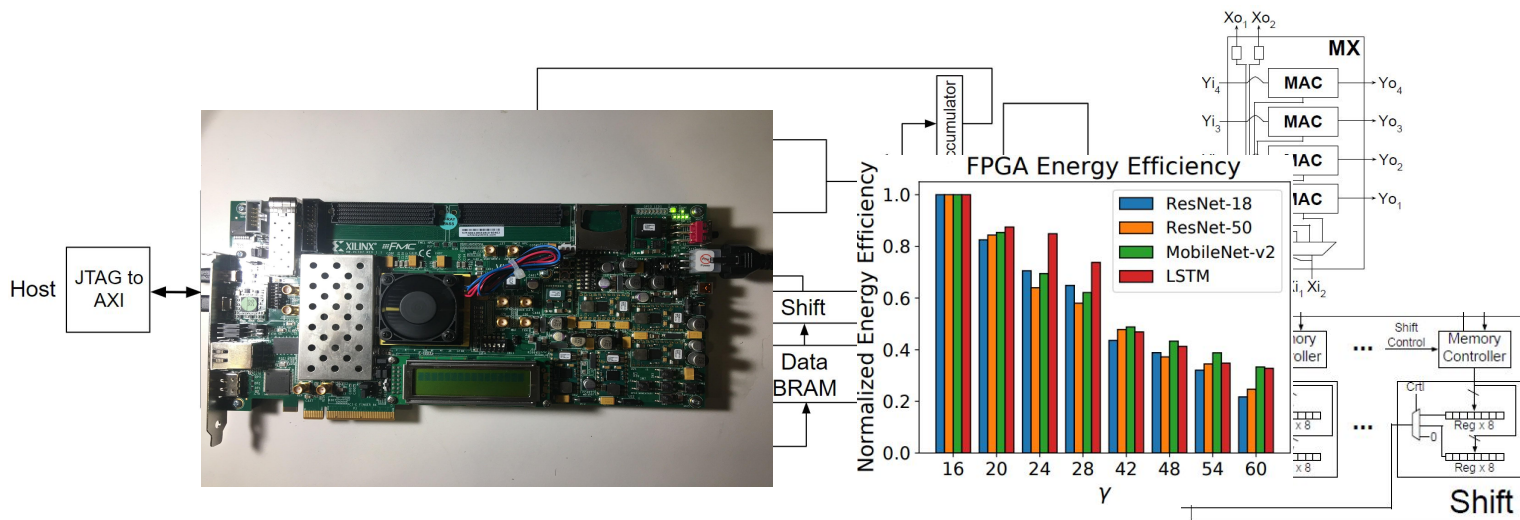 Host
JTAG to
AXI
XILINX
FMC
Shift
Data
BRAM
ccumulator
FPGA Energy Efficiency
Normalized Energy Efficiency
1.0
0.8
0.6
0.4
0.2
0.0
16 20 24 28 42 48 54 60
γ
ResNet-18
ResNet-50
MobileNet-v2
LSTM
Xo1 Xo2
MX
Yi4 MAC Yo4
Yi3 MAC Yo3
MAC Yo2
MAC Yo1
Xi1 Xi2
ory
roller
...
Shift
Control
Memory
Controller
Crtl
x 8
...
0
Reg x 8
x 8
Reg x 8
Shift